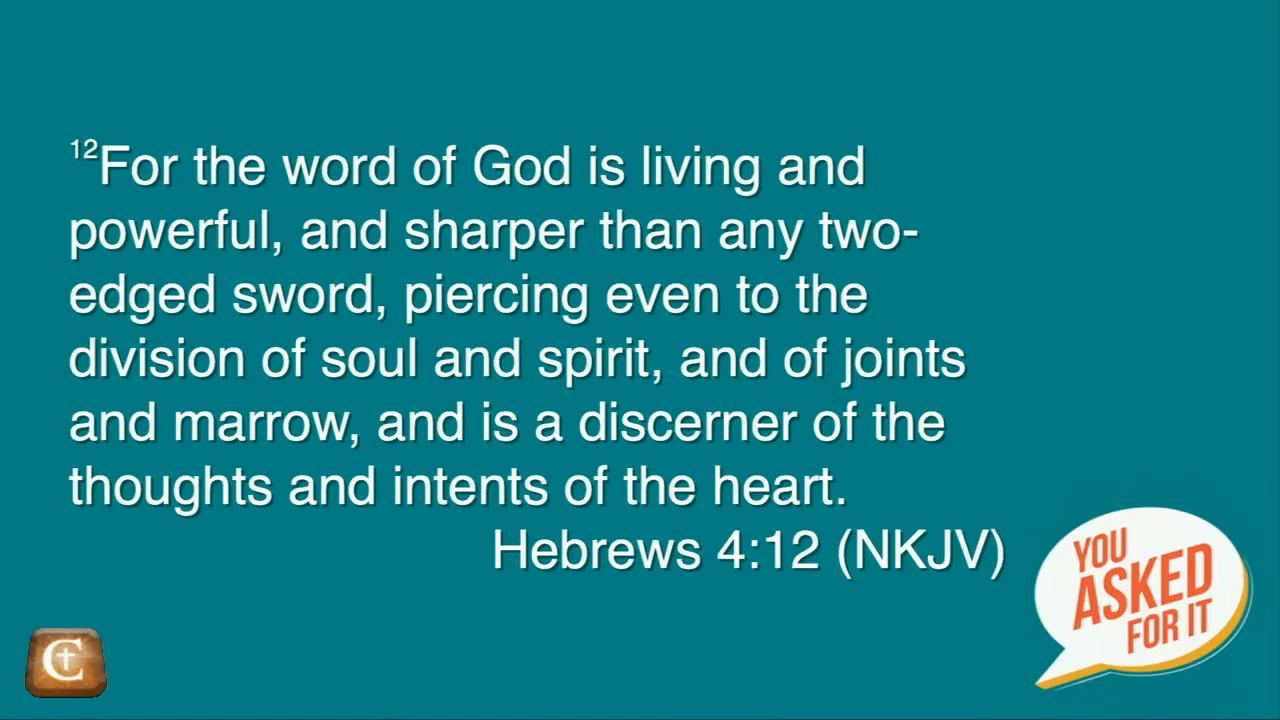 12For the word of God is living and
powerful, and sharper than any two-
edged sword, piercing even to the
division of soul and spirit, and of joints
and marrow, and is a discerner of the
thoughts and intents of the heart.
Hebrews 4:12 (NKJV)
YOU
ASKED
FOR IT
C